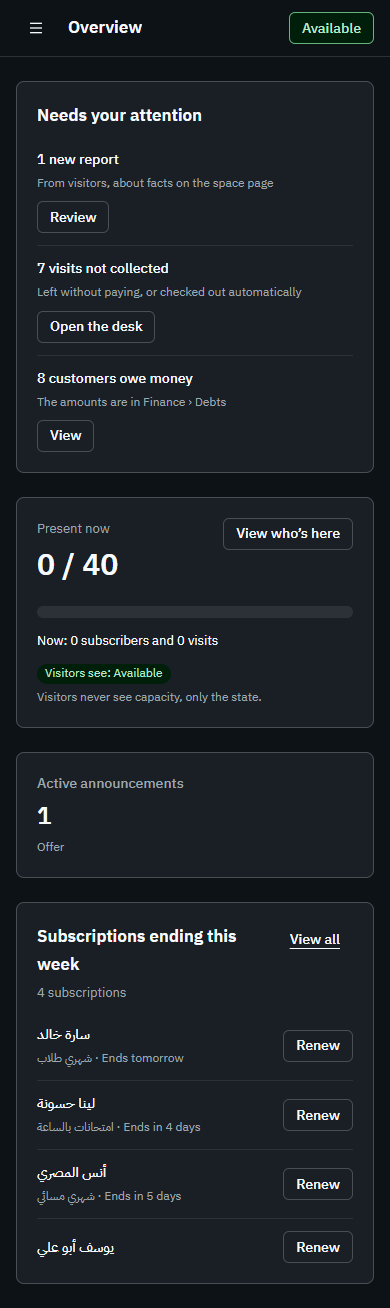 Overview
Available
Needs your attention
1 new report
From visitors, about facts on the space page
Review
7 visits not collected
Left without paying, or checked out automatically
Open the desk
8 customers owe money
The amounts are in Finance › Debts
View
Present now
View who's here
0 / 40
Now: 0 subscribers and 0 visits
Visitors see: Available
Visitors never see capacity, only the state.
Active announcements
1
Offer
Subscriptions ending this
week
View all
4 subscriptions
سارة خالد
شهري طلاب · Ends tomorrow
Renew
لينا حسونة
امتحانات بالساعة · Ends in 4 days
Renew
أنس المصري
شهري مسائي · Ends in 5 days
Renew
يوسف أبو علي
Renew